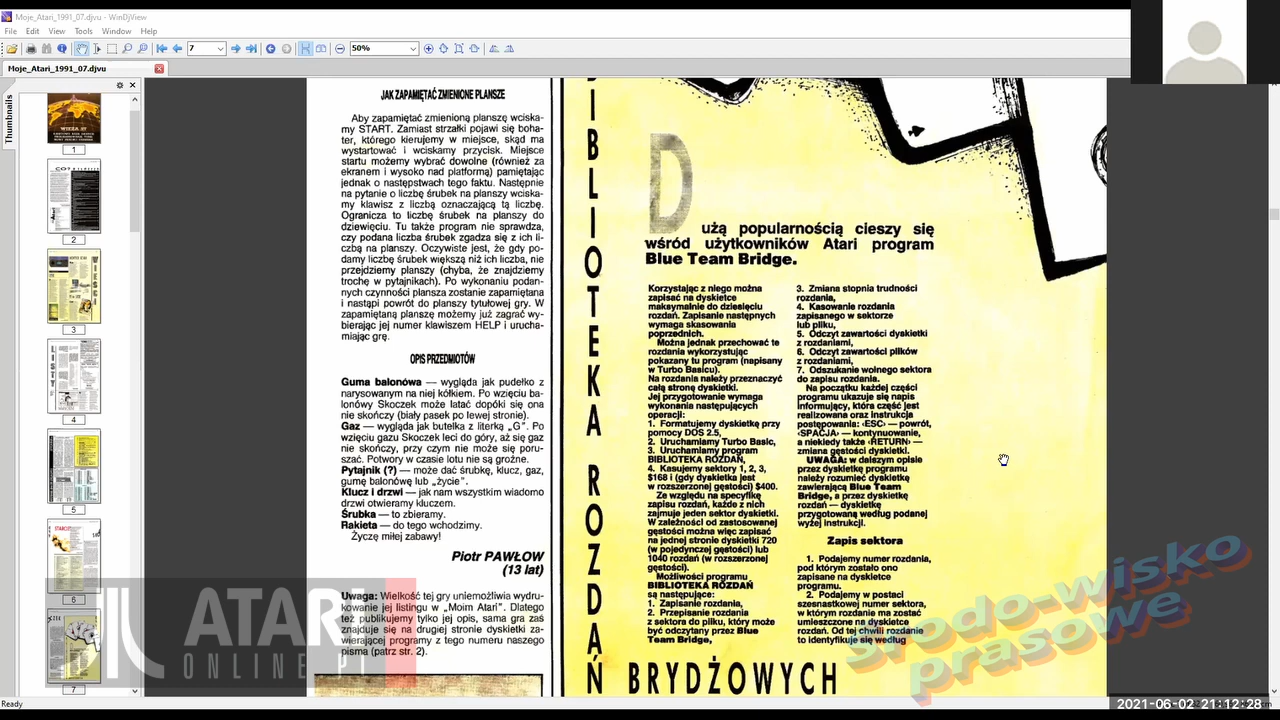 Moje_Atari_1991_07.djvu - WinDjView
File Edit View Tools Window Help
7
50%
Moje_Atari_1991_07.djvu
Thumbnails
1
2
3
4
5
6
7
JAK ZAPAMIĘTAĆ ZMIENIONE PLANSZE
Aby zapamiętać zmienioną planszę wciska-
my START. Zamiast strzałki pojawi się boha-
ter, którego kierujemy w miejsce, skąd ma
wystartować i wciskamy przycisk. Miejsce
startu możemy wybrać dowolne (również za
ekranem i wysoko nad platformą) pamiętając
jednak o następstwach tego faktu. Następnie
na pytanie o liczbę śrubek na planszy wciska-
my klawisz z liczbą oznaczającą tą liczbę.
Ogranicza to liczbę śrubek na planszy do
dziewięciu. Tu także program nie sprawdza,
czy podana liczba śrubek zgadza się z ich li-
czbą na planszy. Oczywiste jest, że gdy po-
damy liczbę śrubek większą niż ich liczba, nie
przejdziemy planszy (chyba, że znajdziemy
trochę w pytajnikach). Po wykonaniu podan-
nych czynności plansza zostanie zapamiętana
i nastąpi powrót do planszy tytułowej gry. W
zapamiętaną planszę możemy już zagrać wy-
bierając jej numer klawiszem HELP i urucha-
miając grę.
OPIS PRZEDMIOTÓW
Guma balonówa — wygląda jak pudełko z
narysowanym na niej kółkiem. Po wzięciu ba-
lonówy Skoczek może latać dopóki się ona
nie skończy (biały pasek po lewej stronie).
Gaz — wygląda jak butelka z literką „G". Po
wzięciu gazu Skoczek leci do góry, aż się gaz
nie skończy, przy czym nie może się poru-
szać. Potwory w czasie lotu są groźne.
Pytajnik (?) — może dać śrubkę, klucz, gaz,
gumę balonówę lub „życie".
Klucz i drzwi — jak nam wszystkim wiadomo
drzwi otwieramy kluczem.
Śrubka — to zbieramy.
Rakieta — do tego wchodzimy.
Życzę miłej zabawy!
Piotr PAWŁOW
(13 lat)
Uwaga: Wielkość tej gry uniemożliwia wydru-
kowanie jej listingu w „Moim Atari". Dlatego
też publikujemy tylko jej opis, sama gra zaś
znajduje się na drugiej stronie dyskietki za-
wierającej programy z tego numeru naszego
pisma (patrz str. 2).
BIBLIOTEKA ROZDAŃ
BRYDŻOWYCH
D
użą popularnością cieszy się
wśród użytkowników Atari program
Blue Team Bridge.
Korzystając z niego można
zapisać na dyskietce
maksymalnie do dziesięciu
rozdań. Zapisanie następnych
wymaga skasowania
poprzednich.
Można jednak przechować te
rozdania wykorzystując
pokazany tu program (napisany
w Turbo Basicu).
Na rozdania należy przeznaczyć
całą stronę dyskietki.
Jej przygotowanie wymaga
wykonania następujących
operacji:
1. Formatujemy dyskietkę przy
pomocy DOS 2.5,
2. Uruchamiamy Turbo Basic,
3. Uruchamiamy program
BIBLIOTEKA ROZDAŃ,
4. Kasujemy sektory 1, 2, 3,
$168 i (gdy dyskietka jest
w rozszerzonej gęstości) $400.
Ze względu na specyfikę
zapisu rozdań, każde z nich
zajmuje jeden sektor dyskietki.
W zależności od zastosowanej
gęstości można więc zapisać
na jednej stronie dyskietki 720
(w pojedynczej gęstości) lub
1040 rozdań (w rozszerzonej
gęstości).
Możliwości programu
BIBLIOTEKA ROZDAŃ
są następujące:
1. Zapisanie rozdania,
2. Przepisanie rozdania
z sektora do pliku, który może
być odczytany przez Blue
Team Bridge,
3. Zmiana stopnia trudności
rozdania,
4. Kasowanie rozdania
zapisanego w sektorze
lub pliku,
5. Odczyt zawartości dyskietki
z rozdaniami,
6. Odczyt zawartości plików
z rozdaniami,
7. Odszukanie wolnego sektora
do zapisu rozdania.
Na początku każdej części
programu ukazuje się napis
informujący, która część jest
realizowana oraz instrukcja
postępowania: ‹ESC› — powrót,
‹SPACJA› — kontynuowanie,
a niekiedy także ‹RETURN› —
zmiana gęstości dyskietki.
UWAGA: w dalszym opisie
przez dyskietkę programu
należy rozumieć dyskietkę
zawierającą Blue Team
Bridge, a przez dyskietkę
rozdań — dyskietkę
przygotowaną według podanej
wyżej instrukcji.
Zapis sektora
1. Podajemy numer rozdania,
pod którym zostało ono
zapisane na dyskietce
programu.
2. Podajemy w postaci
szesnastkowej numer sektora,
w którym rozdanie ma zostać
umieszczone na dyskietce
rozdań. Od tej chwili rozdanie
to identyfikuje się według
ATARI
ONLINE.PL
środo-wisko
prasowe
Ready
2021-06-02 21:12:28